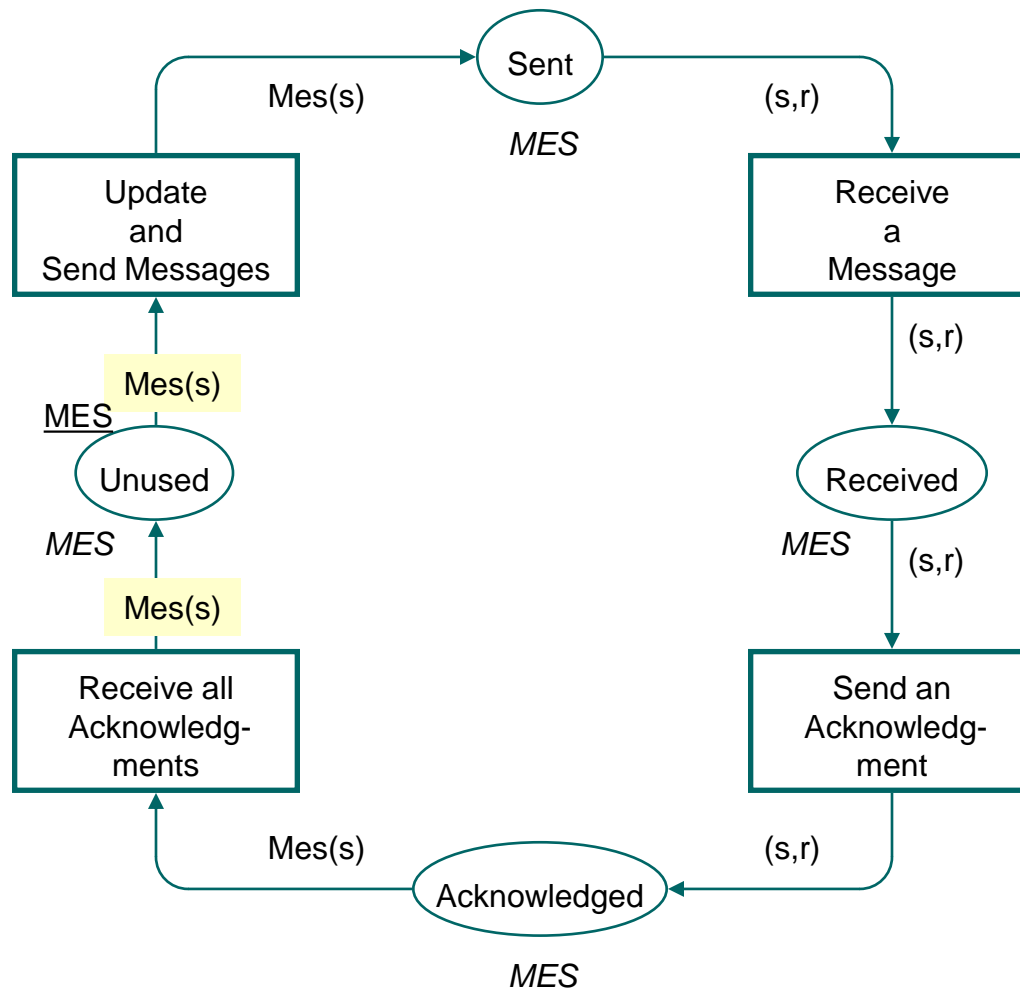 Sent
Mes(s)
(s,r)
MES
Update
and
Send Messages
Receive
a
Message
(s,r)
Mes(s)
MES
Unused
Received
MES
MES
(s,r)
Mes(s)
Receive all
Acknowledg-
ments
Send an
Acknowledg-
ment
Mes(s)
(s,r)
Acknowledged
MES